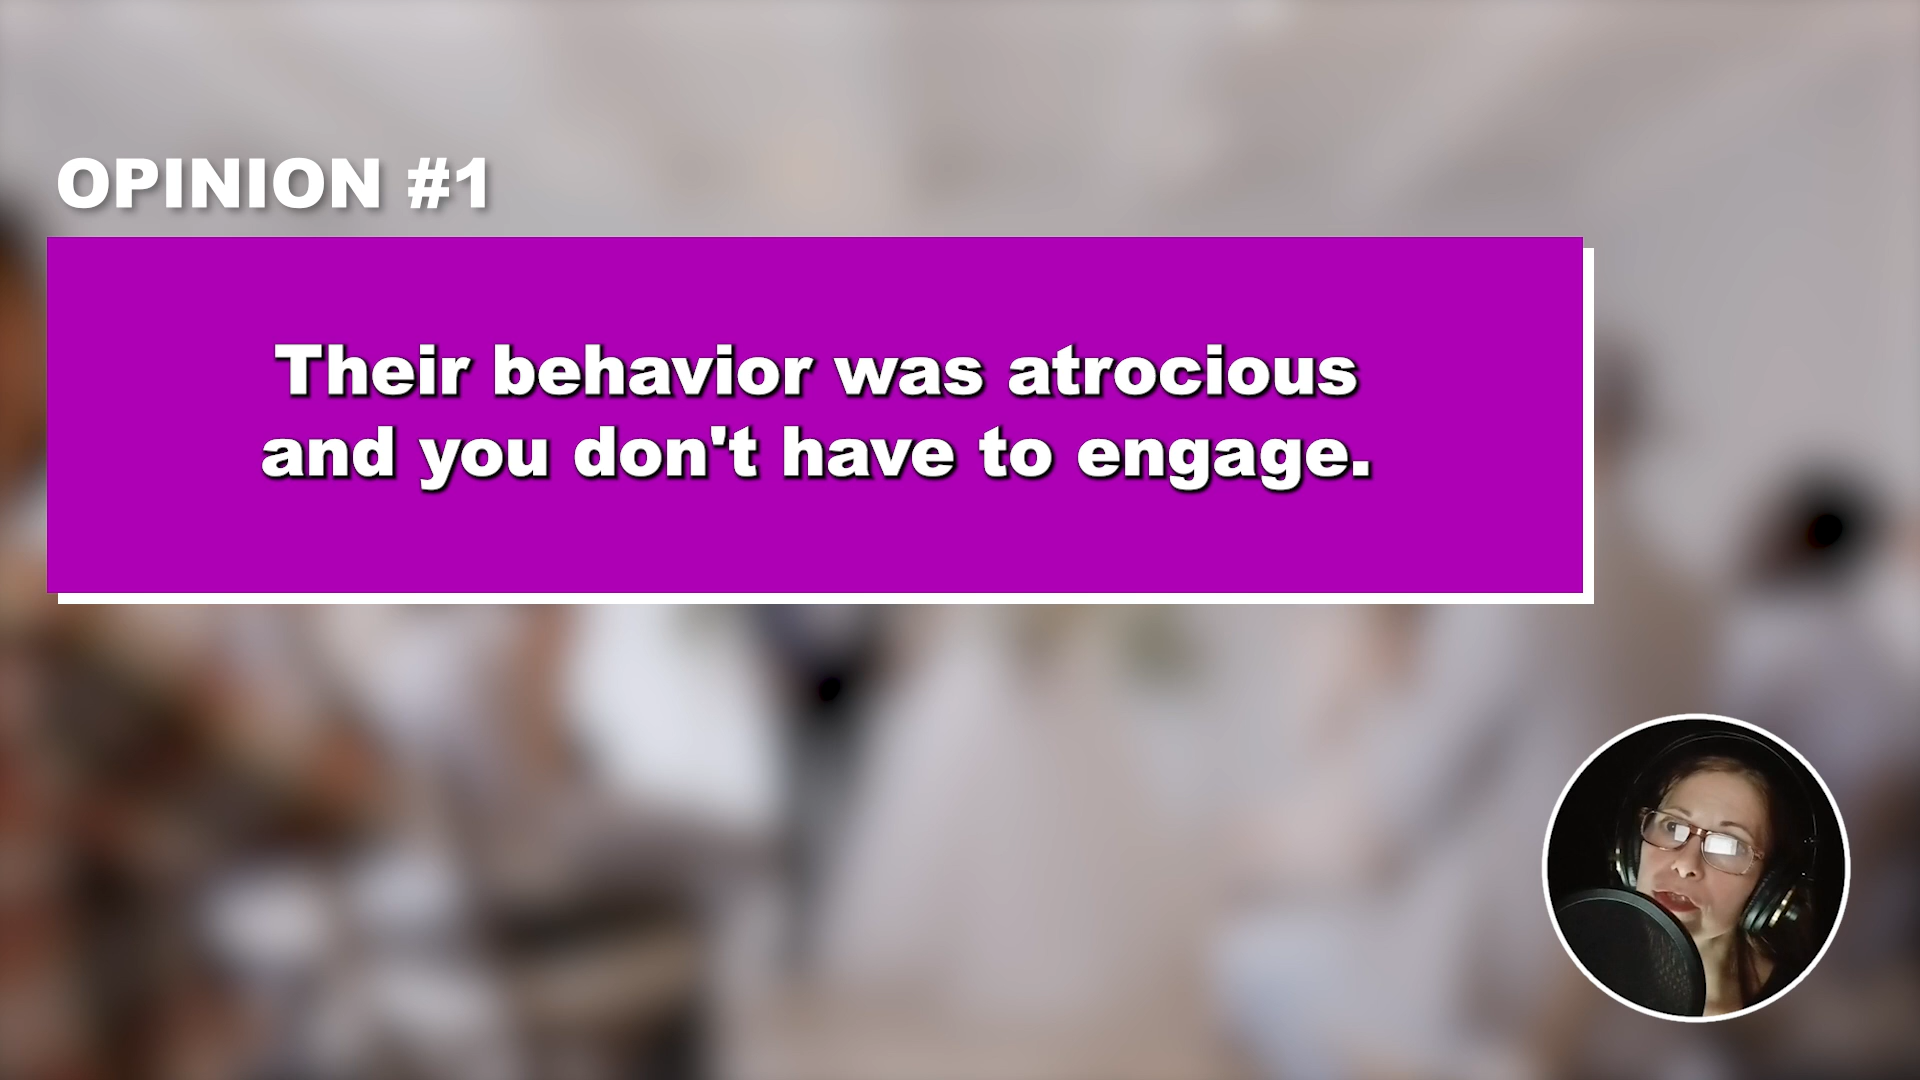 OPINION #1
Their behavior was atrocious
and you don't have to engage.